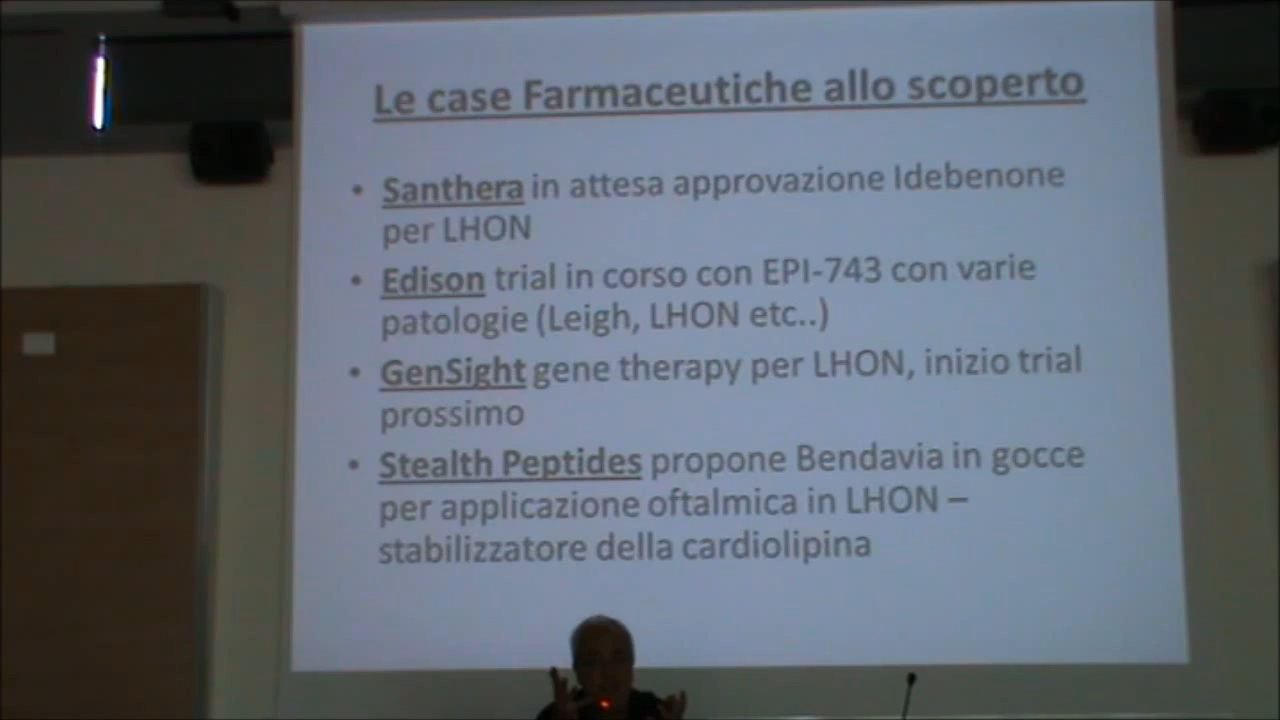 Le case Farmaceutiche allo scoperto
• Santhera in attesa approvazione Idebenone
per LHON
• Edison trial in corso con EPI-743 con varie
patologie (Leigh, LHON etc..)
• GenSight gene therapy per LHON, inizio trial
prossimo
• Stealth Peptides propone Bendavia in gocce
per applicazione oftalmica in LHON –
stabilizzatore della cardiolipina